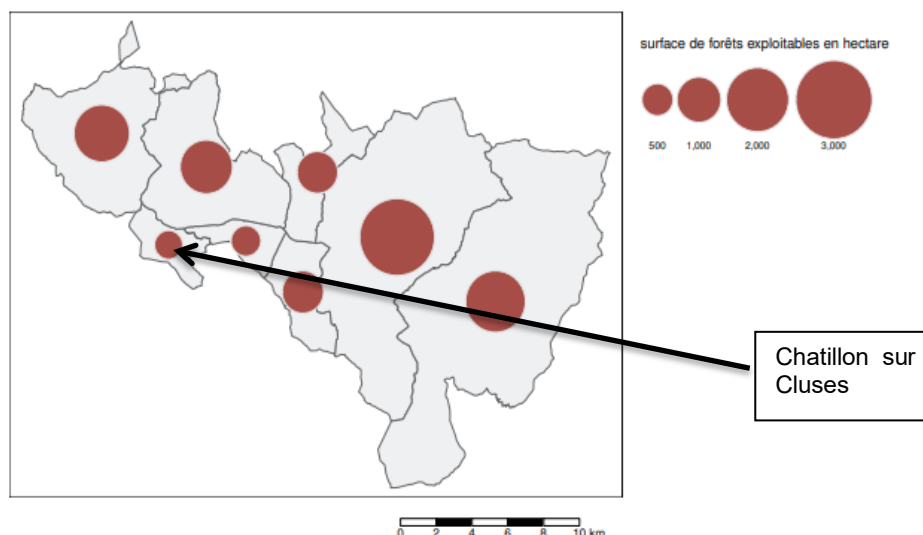 surface de forêts exploitables en hectare
500 1,000 2,000 3,000
Chatillon sur
Cluses
0 2 4 6 8 10 km